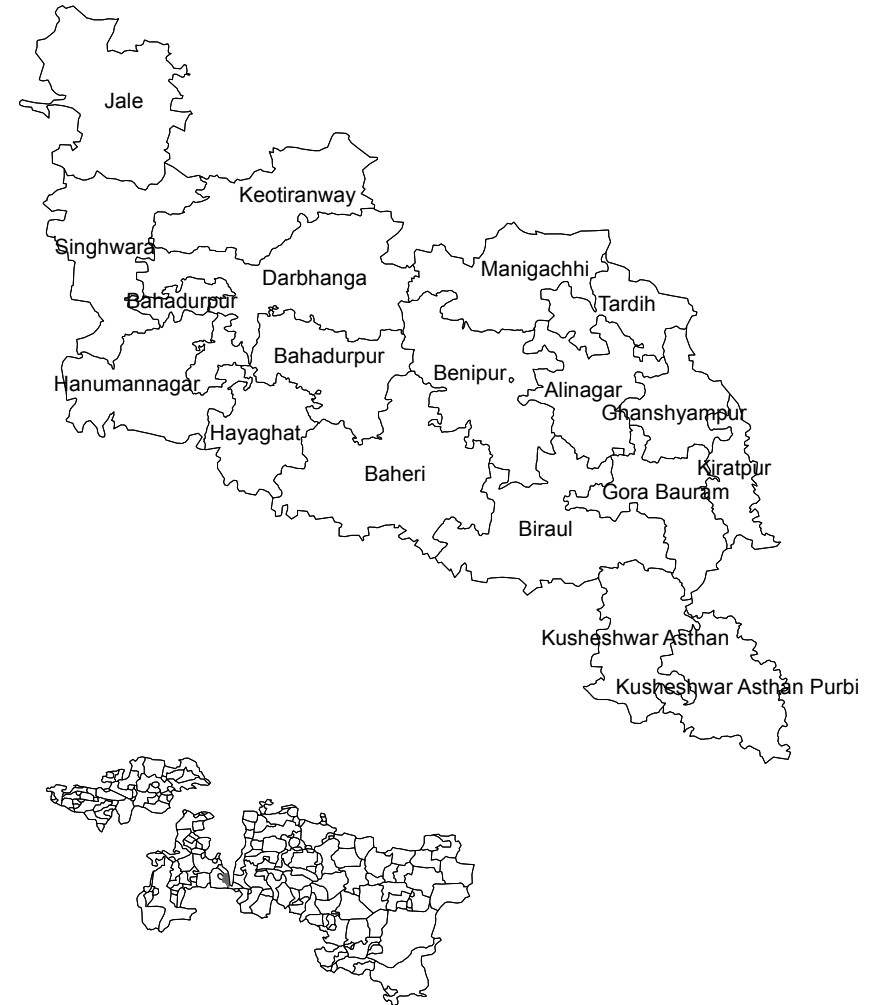 Jale
Keotiranway
Singhwara
Manigachhi
Darbhanga
Bahadurpur
Tardih
Bahadurpur
Benipur
Hanumannagar
Alinagar
Ghanshyampur
Hayaghat
Kiratpur
Baheri
Gora Bauram
Biraul
Kusheshwar Asthan
Kusheshwar Asthan Purbi